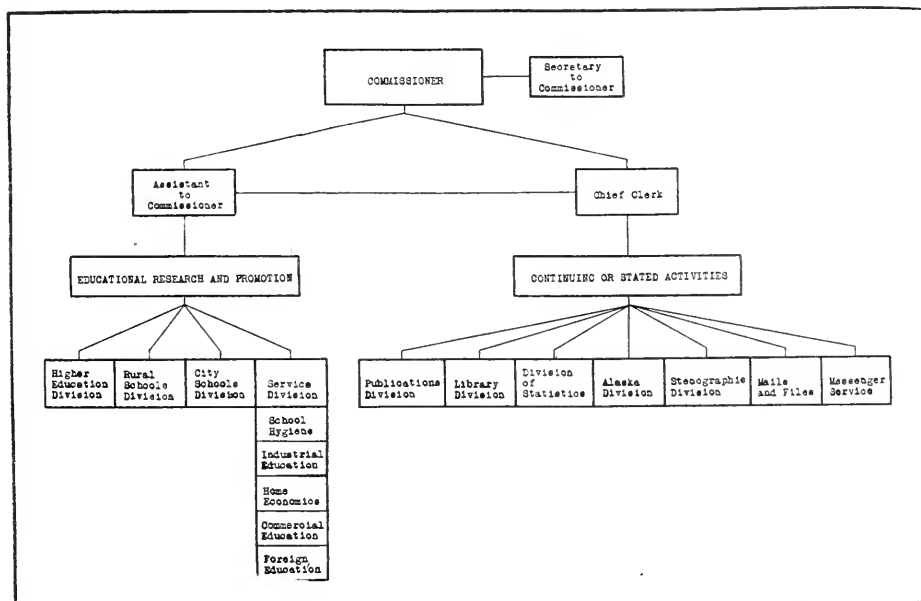 COMMISSIONER
Secretary
to
Commissioner
Assistant
to
Commissioner
Chief Clerk
EDUCATIONAL RESEARCH AND PROMOTION
CONTINUING OR STATED ACTIVITIES
Higher
Education
Division
Rural
Schools
Division
City
Schools
Division
Service
Division
School
Hygiene
Industrial
Education
Home
Economics
Commercial
Education
Foreign
Education
Publications
Division
Library
Division
Division
of
Statistics
Alaska
Division
Stenographic
Division
Mails
and Files
Messenger
Service